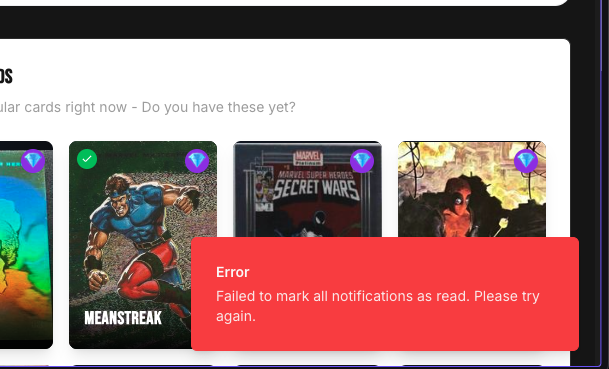 DS
ular cards right now - Do you have these yet?
MARVEL
MARVEL SUPER HEROES
SECRET WARS
MEANSTREAK
Error
Failed to mark all notifications as read. Please try
again.